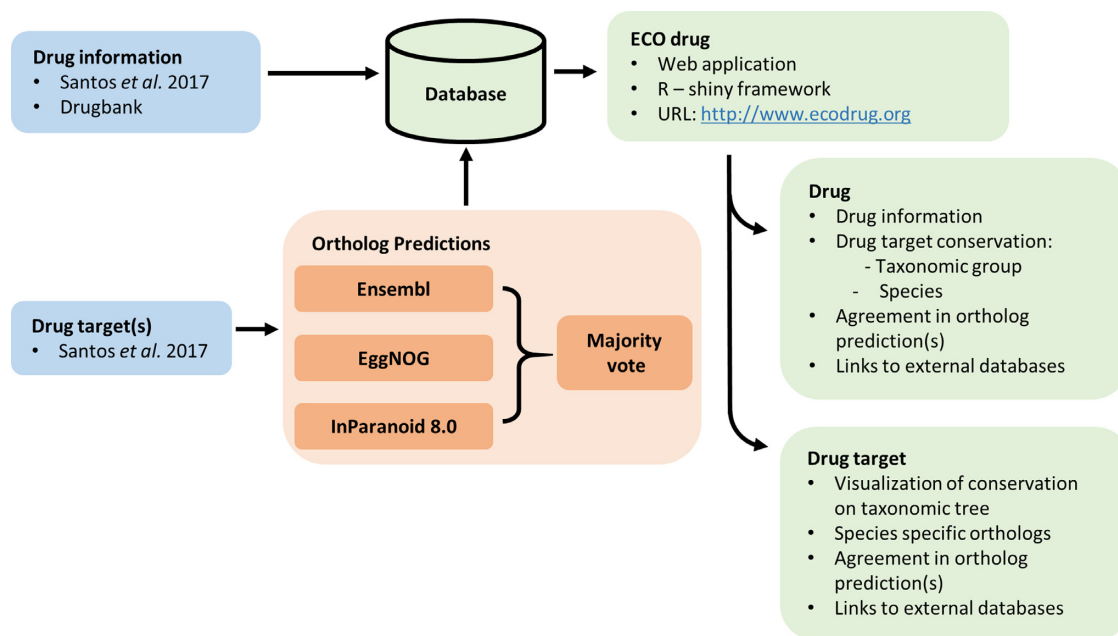 Drug information
• Santos et al. 2017
• Drugbank
Database
ECO drug
• Web application
• R – shiny framework
• URL: http://www.ecodrug.org
Drug target(s)
• Santos et al. 2017
Ortholog Predictions
Ensembl
EggNOG
InParanoid 8.0
Majority
vote
Drug
• Drug information
• Drug target conservation:
- Taxonomic group
- Species
• Agreement in ortholog
prediction(s)
• Links to external databases
Drug target
• Visualization of conservation
on taxonomic tree
• Species specific orthologs
• Agreement in ortholog
prediction(s)
• Links to external databases